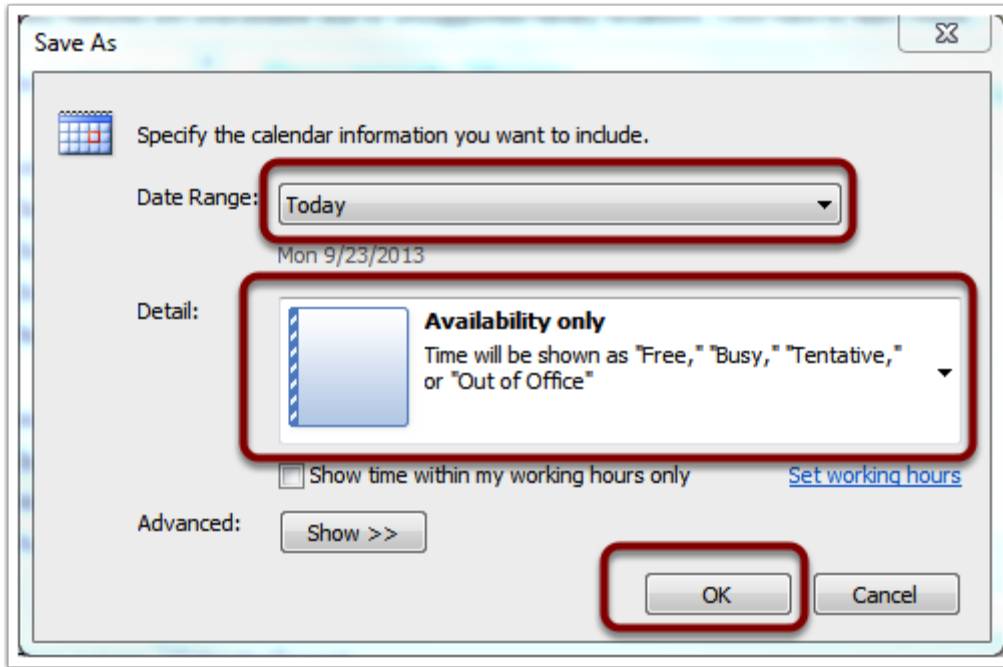 Save As
Specify the calendar information you want to include.
Date Range:
Today
Mon 9/23/2013
Detail:
Availability only
Time will be shown as "Free," "Busy," "Tentative,"
or "Out of Office"
Show time within my working hours only
Set working hours
Advanced:
Show >>
OK
Cancel